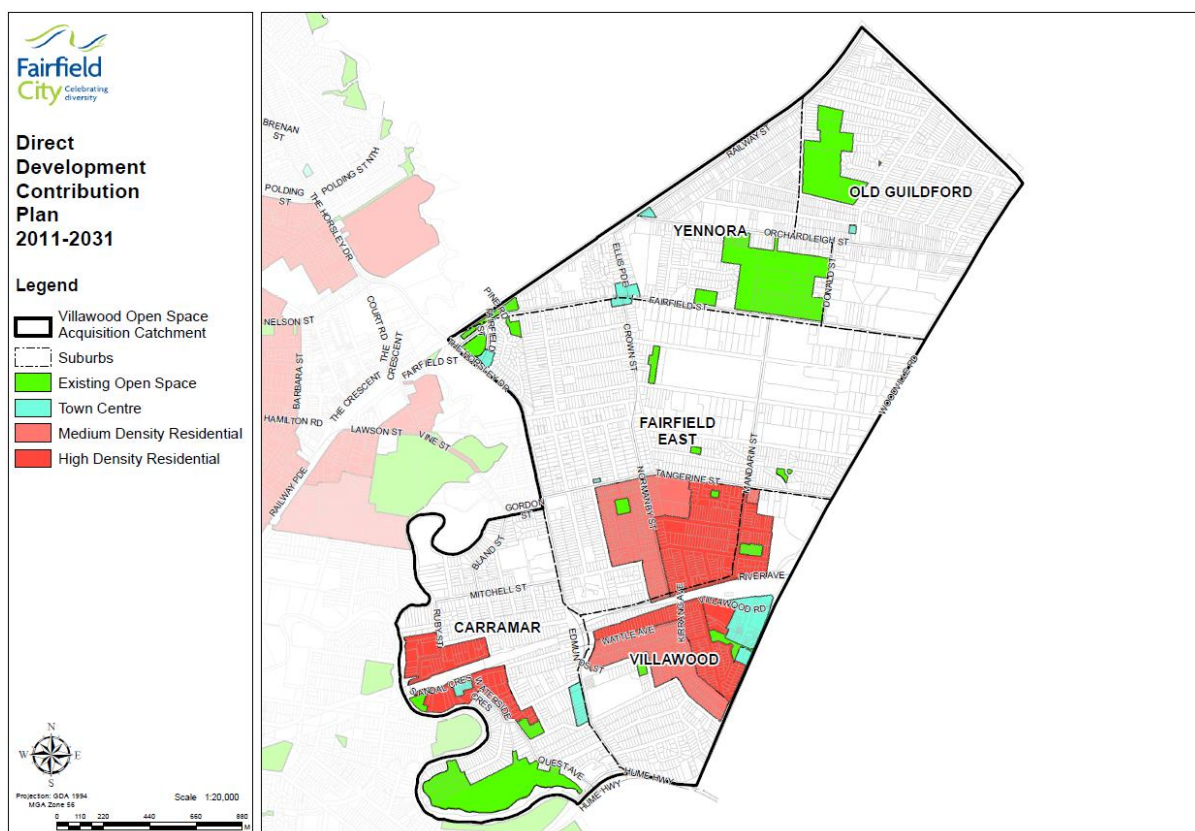 Fairfield
City Celebrating
diversity
Direct
Development
Contribution
Plan
2011-2031
Legend
Villawood Open Space
Acquisition Catchment
Suburbs
Existing Open Space
Town Centre
Medium Density Residential
High Density Residential
N
W E
S
Projection: GDA 1994
MGA Zone 56
Scale 1:20,000
0 110 220 440 660 880
M
BRENAN
ST
POLDING ST NTH
POLDING
ST
THE HORSLEY DR
RAILWAY ST
OLD GUILDFORD
YENNORA
ORCHARDLEIGH ST
ELLIS PDE
DONALD ST
FAIRFIELD ST
NELSON ST
COURT RD
THE CRESCENT
BARBARA ST
THE CRESCENT
FAIRFIELD ST
FAIRFIELD
ST
CROWN ST
WOODVILLE RD
HAMILTON RD
LAWSON ST
VINE ST
FAIRFIELD
EAST
MANDARIN ST
RAILWAY PDE
TANGERINE ST
NORMANBY ST
GORDON
ST
BLAND ST
MITCHELL ST
RIVER AVE
VILLAWOOD RD
KIRRANG AVE
RUBY ST
CARRAMAR
WATTLE AVE
VILLAWOOD
WATERSIDE
CRES
QUEST AVE
HUME HWY
HUME HWY